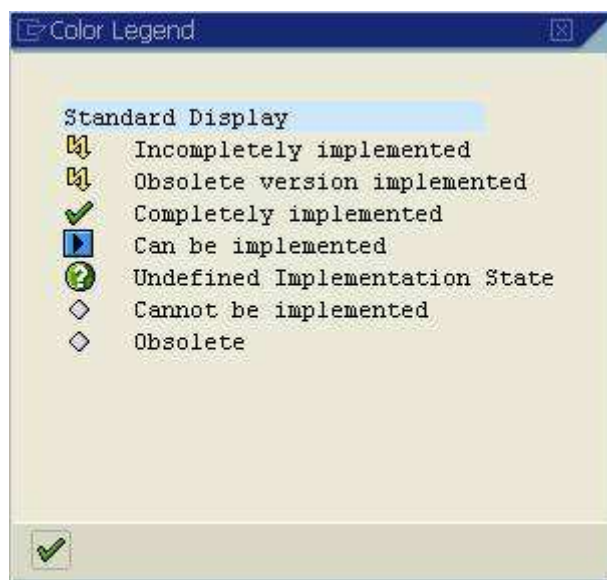 Color Legend
Standard Display
Incompletely implemented
Obsolete version implemented
Completely implemented
Can be implemented
Undefined Implementation State
Cannot be implemented
Obsolete